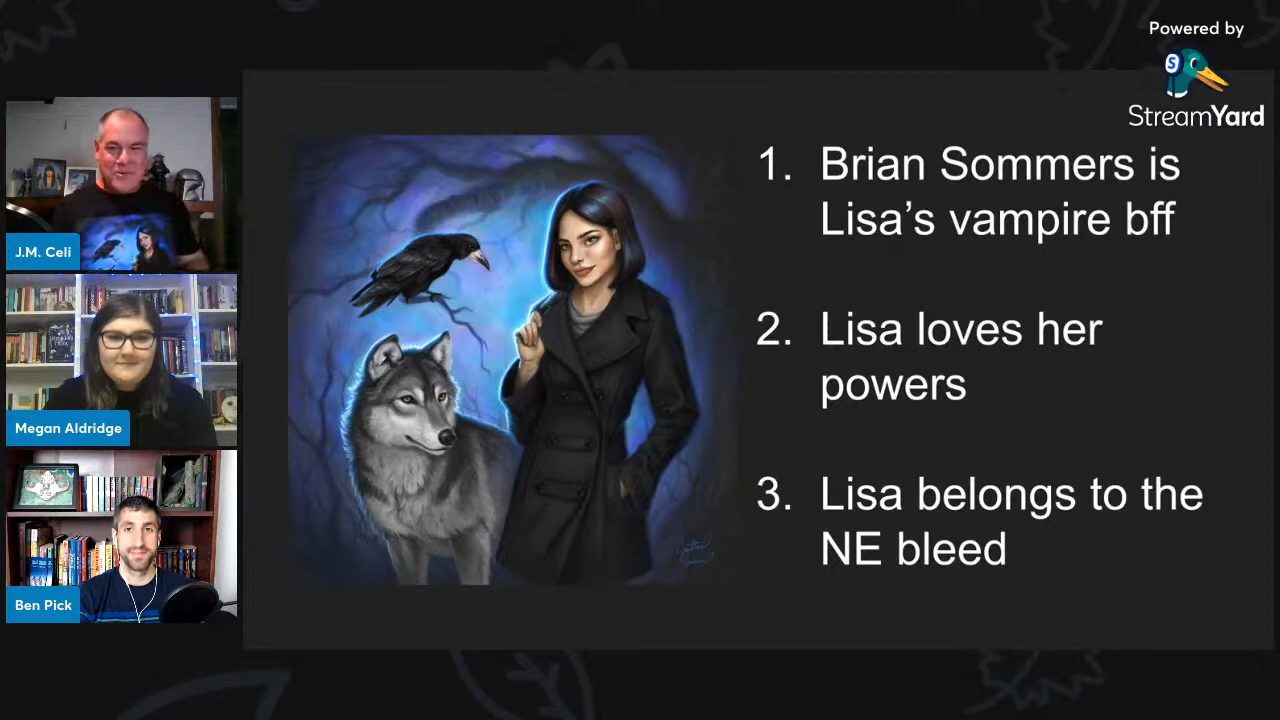 Powered by
StreamYard
J.M. Celi
Megan Aldridge
Ben Pick
1. Brian Sommers is
Lisa’s vampire bff
2. Lisa loves her
powers
3. Lisa belongs to the
NE bleed